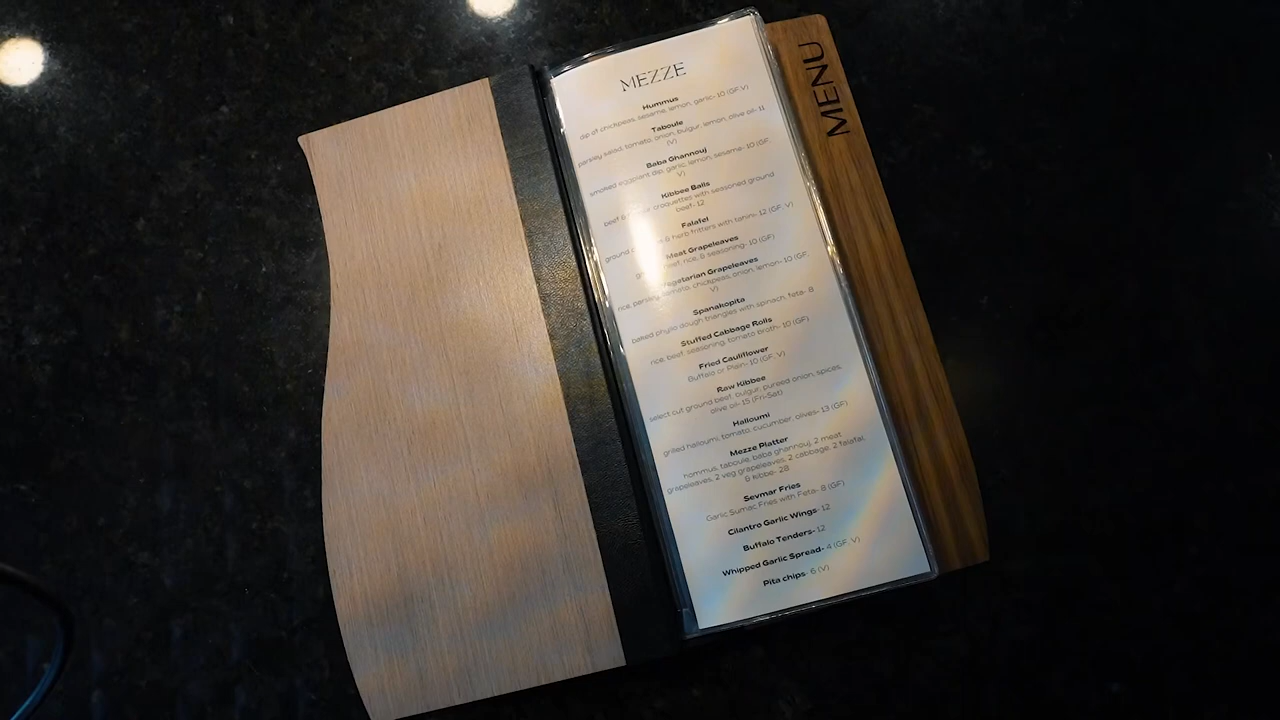 MEZZE
Hummus
dip of chickpeas, sesame, lemon, garlic- 10 (GF, V)
Taboule
parsley salad, tomato, onion, bulgur, lemon, olive oil- 11
(V)
Baba Ghannouj
smoked eggplant dip, garlic, lemon, sesame- 10 (GF,
V)
Kibbee Balls
beef & croquettes with seasoned ground
beef- 12
Falafel
ground & herb fritters with tahini- 12 (GF, V)
Meat Grapeleaves
beef, rice, & seasoning- 10 (GF)
Vegetarian Grapeleaves
rice, parsley, tomato, chickpeas, onion, lemon- 10 (GF,
V)
Spanakopita
baked phyllo dough triangles with spinach, feta- 8
Stuffed Cabbage Rolls
rice, beef, seasoning, tomato broth- 10 (GF)
Fried Cauliflower
Buffalo or Plain- 10 (GF, V)
Raw Kibbee
select cut ground beef, bulgur, pureed onion, spices,
olive oil- 15 (Fri-Sat)
Halloumi
grilled halloumi, tomato, cucumber, olives- 13 (GF)
Mezze Platter
hommus, taboule, baba ghannouj, 2 meat
grapeleaves, 2 veg grapeleaves, 2 cabbage, 2 falafal,
6 kibbe- 28
Sevmar Fries
Garlic Sumac Fries with Feta- 8 (GF)
Cilantro Garlic Wings- 12
Buffalo Tenders- 12
Whipped Garlic Spread- 4 (GF, V)
Pita chips- 6 (V)
MENU